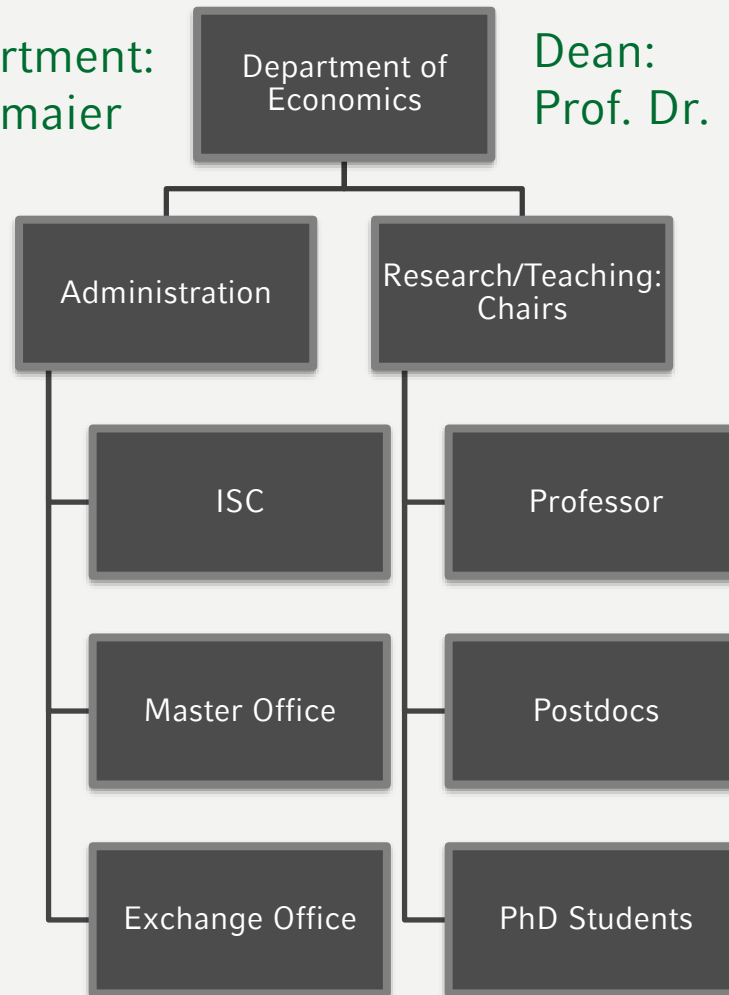 rtment:
maier
Department of
Economics
Dean:
Prof. Dr.
Administration
Research/Teaching:
Chairs
ISC
Professor
Master Office
Postdocs
Exchange Office
PhD Students